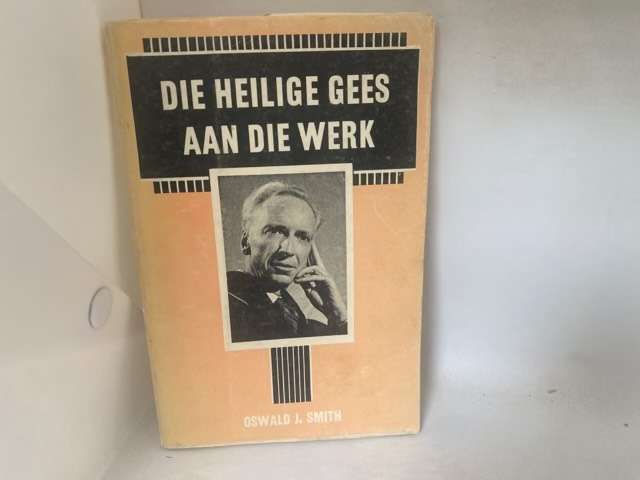 DIE HEILIGE GEES
AAN DIE WERK
OSWALD J. SMITH